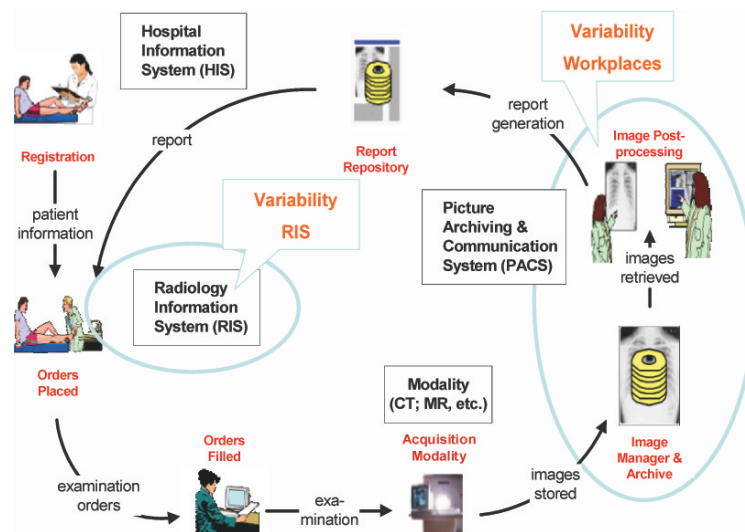 Hospital
Information
System (HIS)
Variability
Workplaces
report
generation
Image Post-
processing
Registration
report
Report
Repository
Variability
RIS
patient
information
Picture
Archiving &
Communication
System (PACS)
images
retrieved
Radiology
Information
System (RIS)
Orders
Placed
Modality
(CT; MR, etc.)
Orders
Filled
Acquisition
Modality
Image
Manager &
Archive
examination
orders
exa-
mination
images
stored